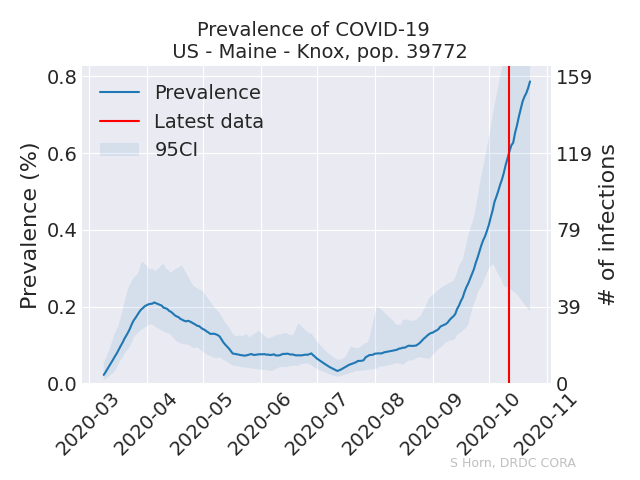 Prevalence of COVID-19
US - Maine - Knox, pop. 39772
Prevalence (%)
0.8
0.6
0.4
0.2
0.0
Prevalence
Latest data
95CI
159
119
79
39
0
# of infections
2020-03
2020-04
2020-05
2020-06
2020-07
2020-08
2020-09
2020-10
2020-11
S Horn, DRDC CORA